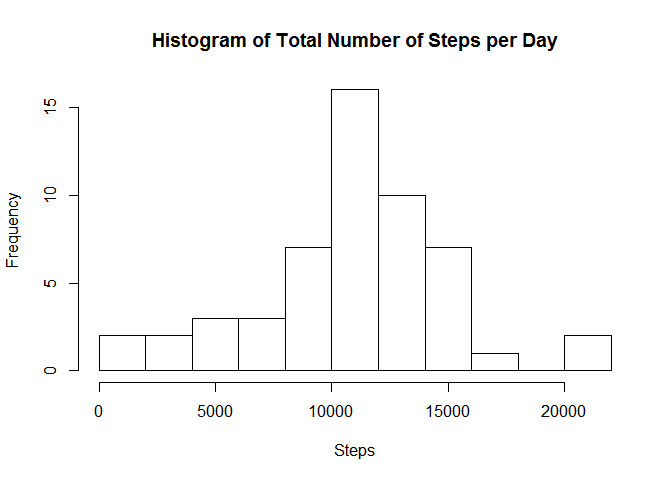 Histogram of Total Number of Steps per Day
Frequency
15
10
5
0
0 5000 10000 15000 20000
Steps